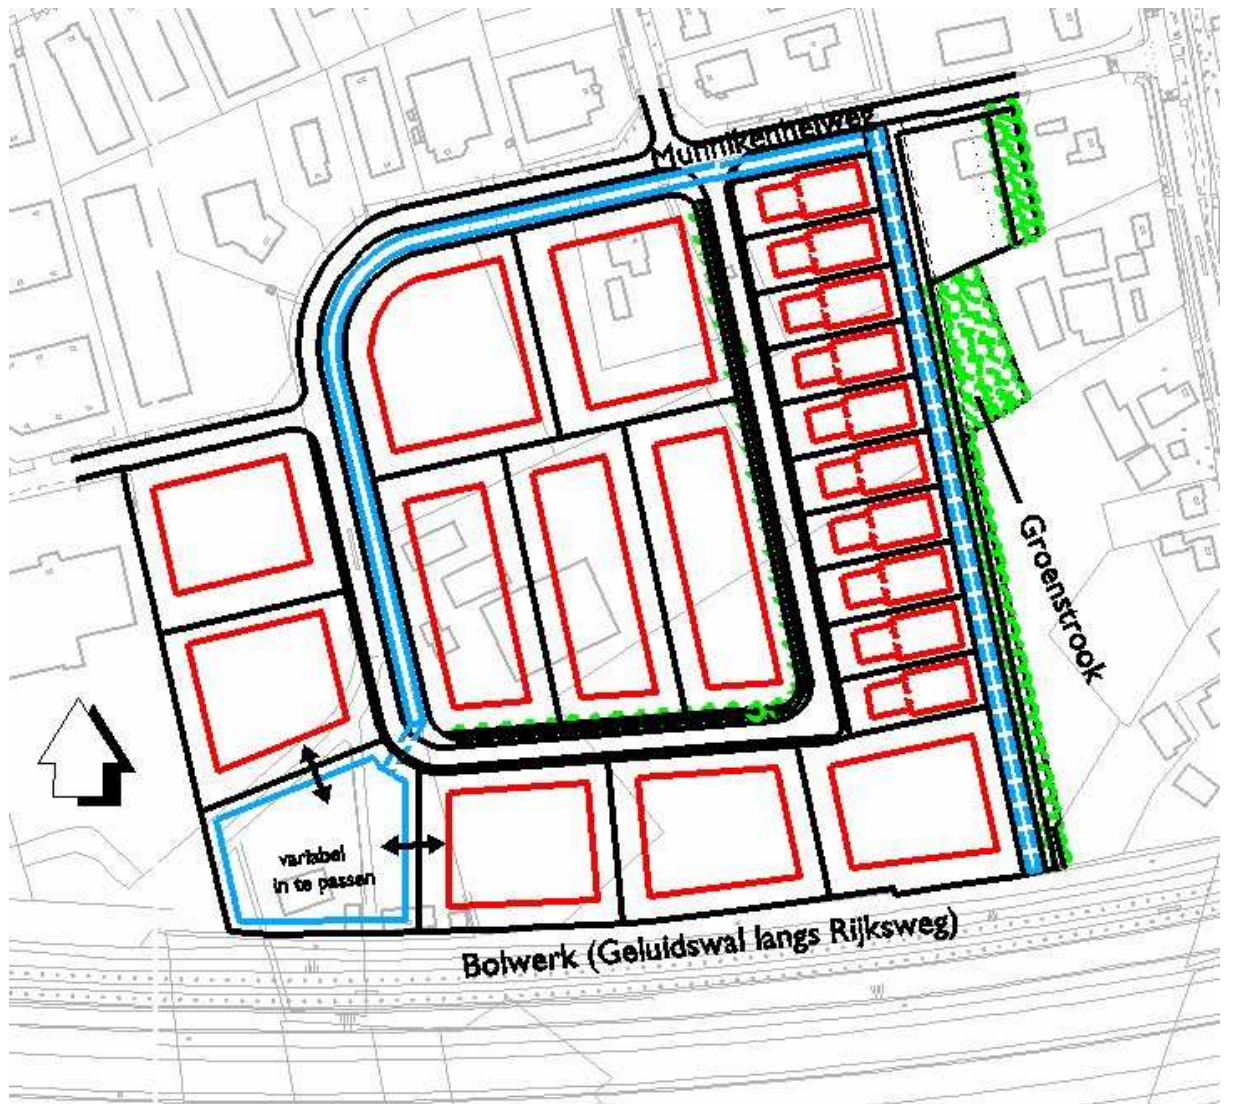 Munnikenheiweg
Groenstrook
variabel
in te passen
Bolwerk (Geluidswal langs Rijksweg)